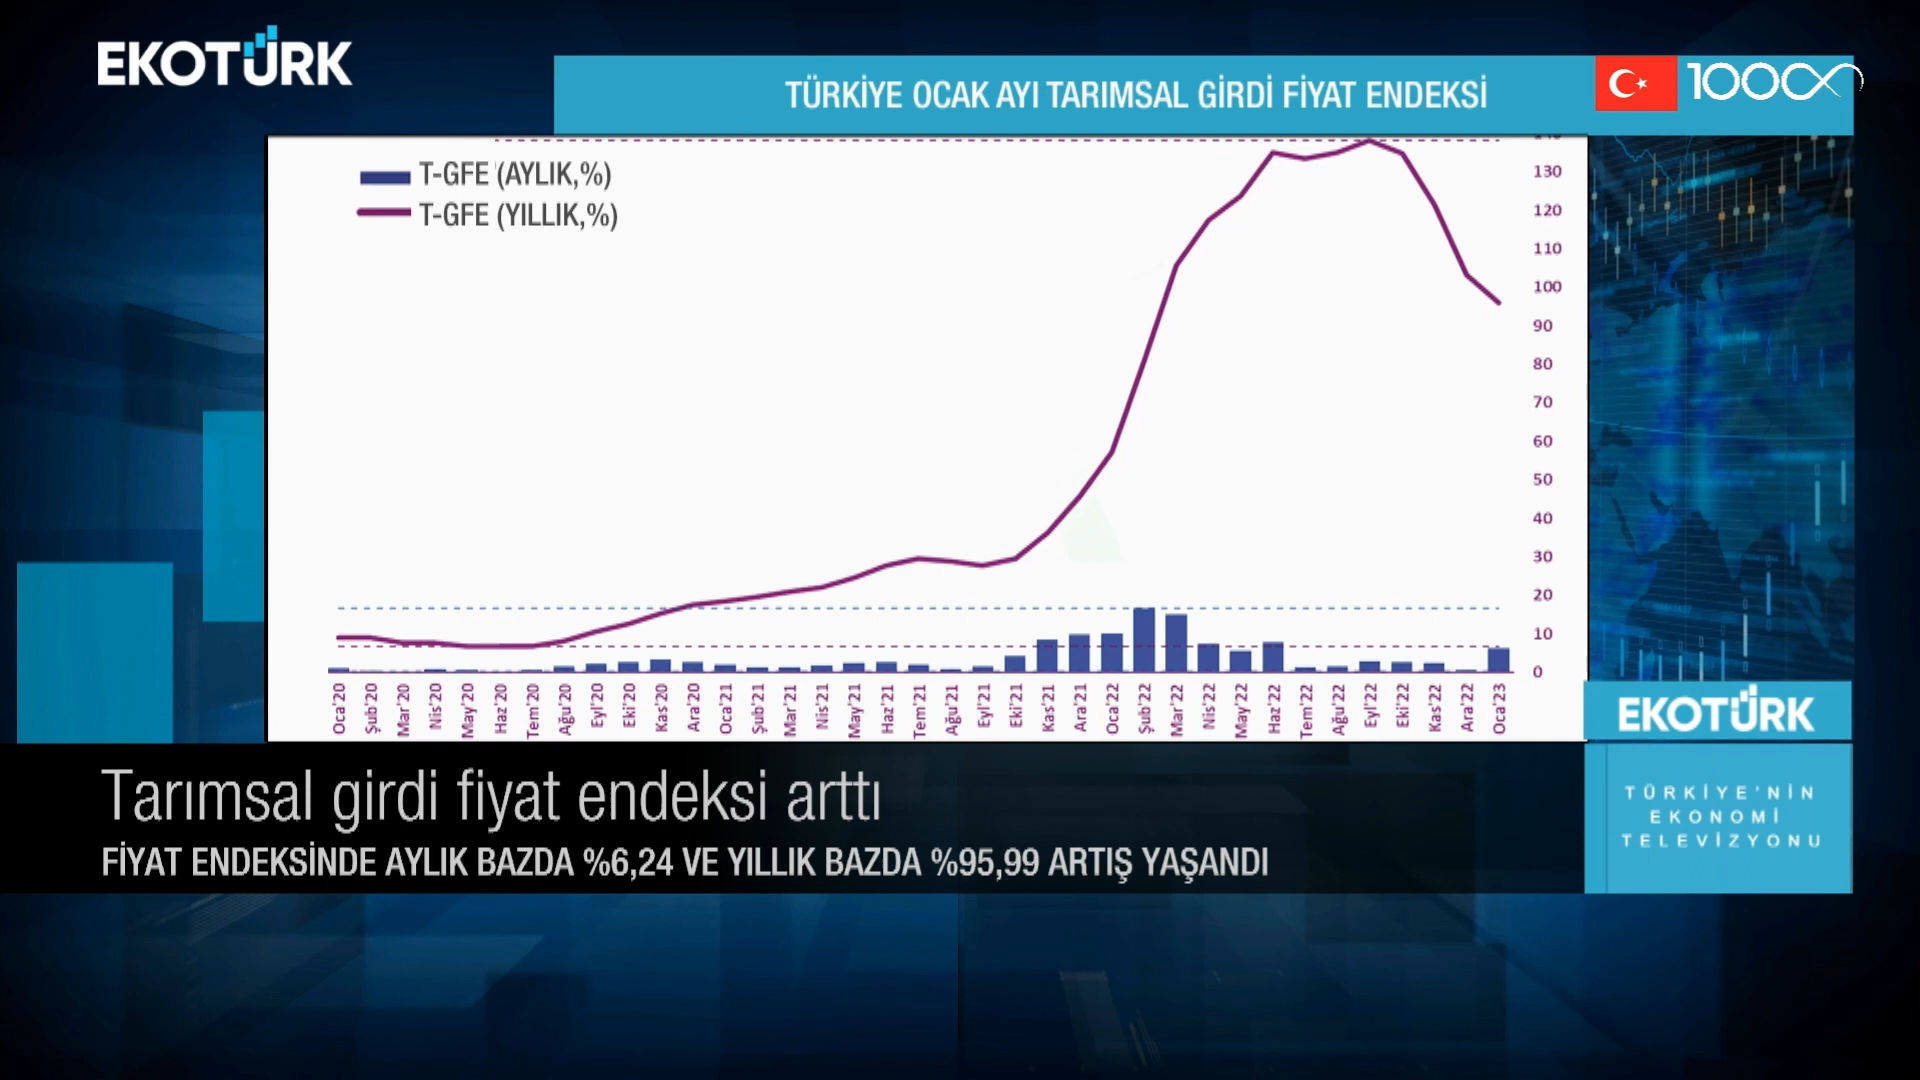 EKOTÜRK
TÜRKİYE OCAK AYI TARIMSAL GİRDİ FİYAT ENDEKSİ
T-GFE (AYLIK,%)
T-GFE (YILLIK,%)
130
120
110
100
90
80
70
60
50
40
30
20
10
0
Oca'20 Şub'20 Mar'20 Nis'20 May'20 Haz'20 Tem'20 Ağu'20 Eyl'20 Eki'20 Kas'20 Ara'20 Oca'21 Şub'21 Mar'21 Nis'21 May'21 Haz'21 Tem'21 Ağu'21 Eyl'21 Eki'21 Kas'21 Ara'21 Oca'22 Şub'22 Mar'22 Nis'22 May'22 Haz'22 Tem'22 Ağu'22 Eyl'22 Eki'22 Kas'22 Ara'22 Oca'23
EKOTÜRK
Tarımsal girdi fiyat endeksi arttı
FİYAT ENDEKSİNDE AYLIK BAZDA %6,24 VE YILLIK BAZDA %95,99 ARTIŞ YAŞANDI
TÜRKİYE'NİN
EKONOMİ
TELEVİZYONU